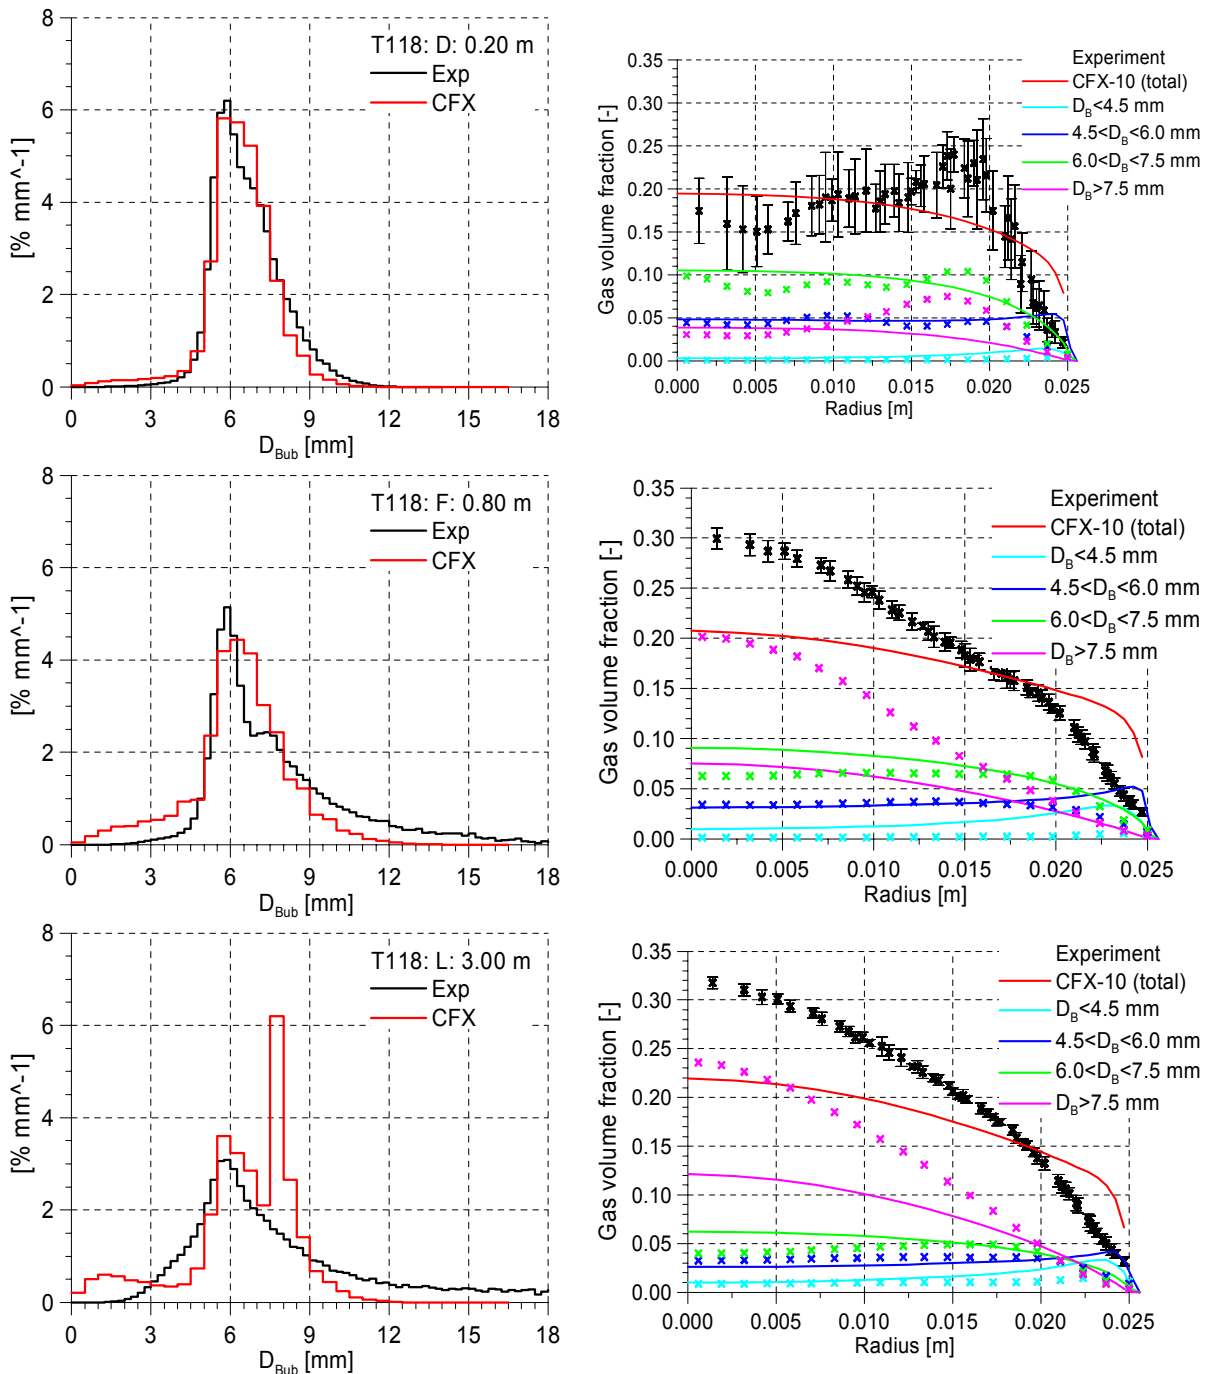 8
6
4
2
0
[% mm^-1]
T118: D: 0.20 m
Exp
CFX
0 3 6 9 12 15 18
D_Bub [mm]
0.35
0.30
0.25
0.20
0.15
0.10
0.05
0.00
Gas volume fraction [-]
Experiment
CFX-10 (total)
D_B<4.5 mm
4.5<D_B<6.0 mm
6.0<D_B<7.5 mm
D_B>7.5 mm
0.000 0.005 0.010 0.015 0.020 0.025
Radius [m]
8
6
4
2
0
[% mm^-1]
T118: F: 0.80 m
Exp
CFX
0 3 6 9 12 15 18
D_Bub [mm]
0.35
0.30
0.25
0.20
0.15
0.10
0.05
0.00
Gas volume fraction [-]
Experiment
CFX-10 (total)
D_B<4.5 mm
4.5<D_B<6.0 mm
6.0<D_B<7.5 mm
D_B>7.5 mm
0.000 0.005 0.010 0.015 0.020 0.025
Radius [m]
8
6
4
2
0
[% mm^-1]
T118: L: 3.00 m
Exp
CFX
0 3 6 9 12 15 18
D_Bub [mm]
0.35
0.30
0.25
0.20
0.15
0.10
0.05
0.00
Gas volume fraction [-]
Experiment
CFX-10 (total)
D_B<4.5 mm
4.5<D_B<6.0 mm
6.0<D_B<7.5 mm
D_B>7.5 mm
0.000 0.005 0.010 0.015 0.020 0.025
Radius [m]